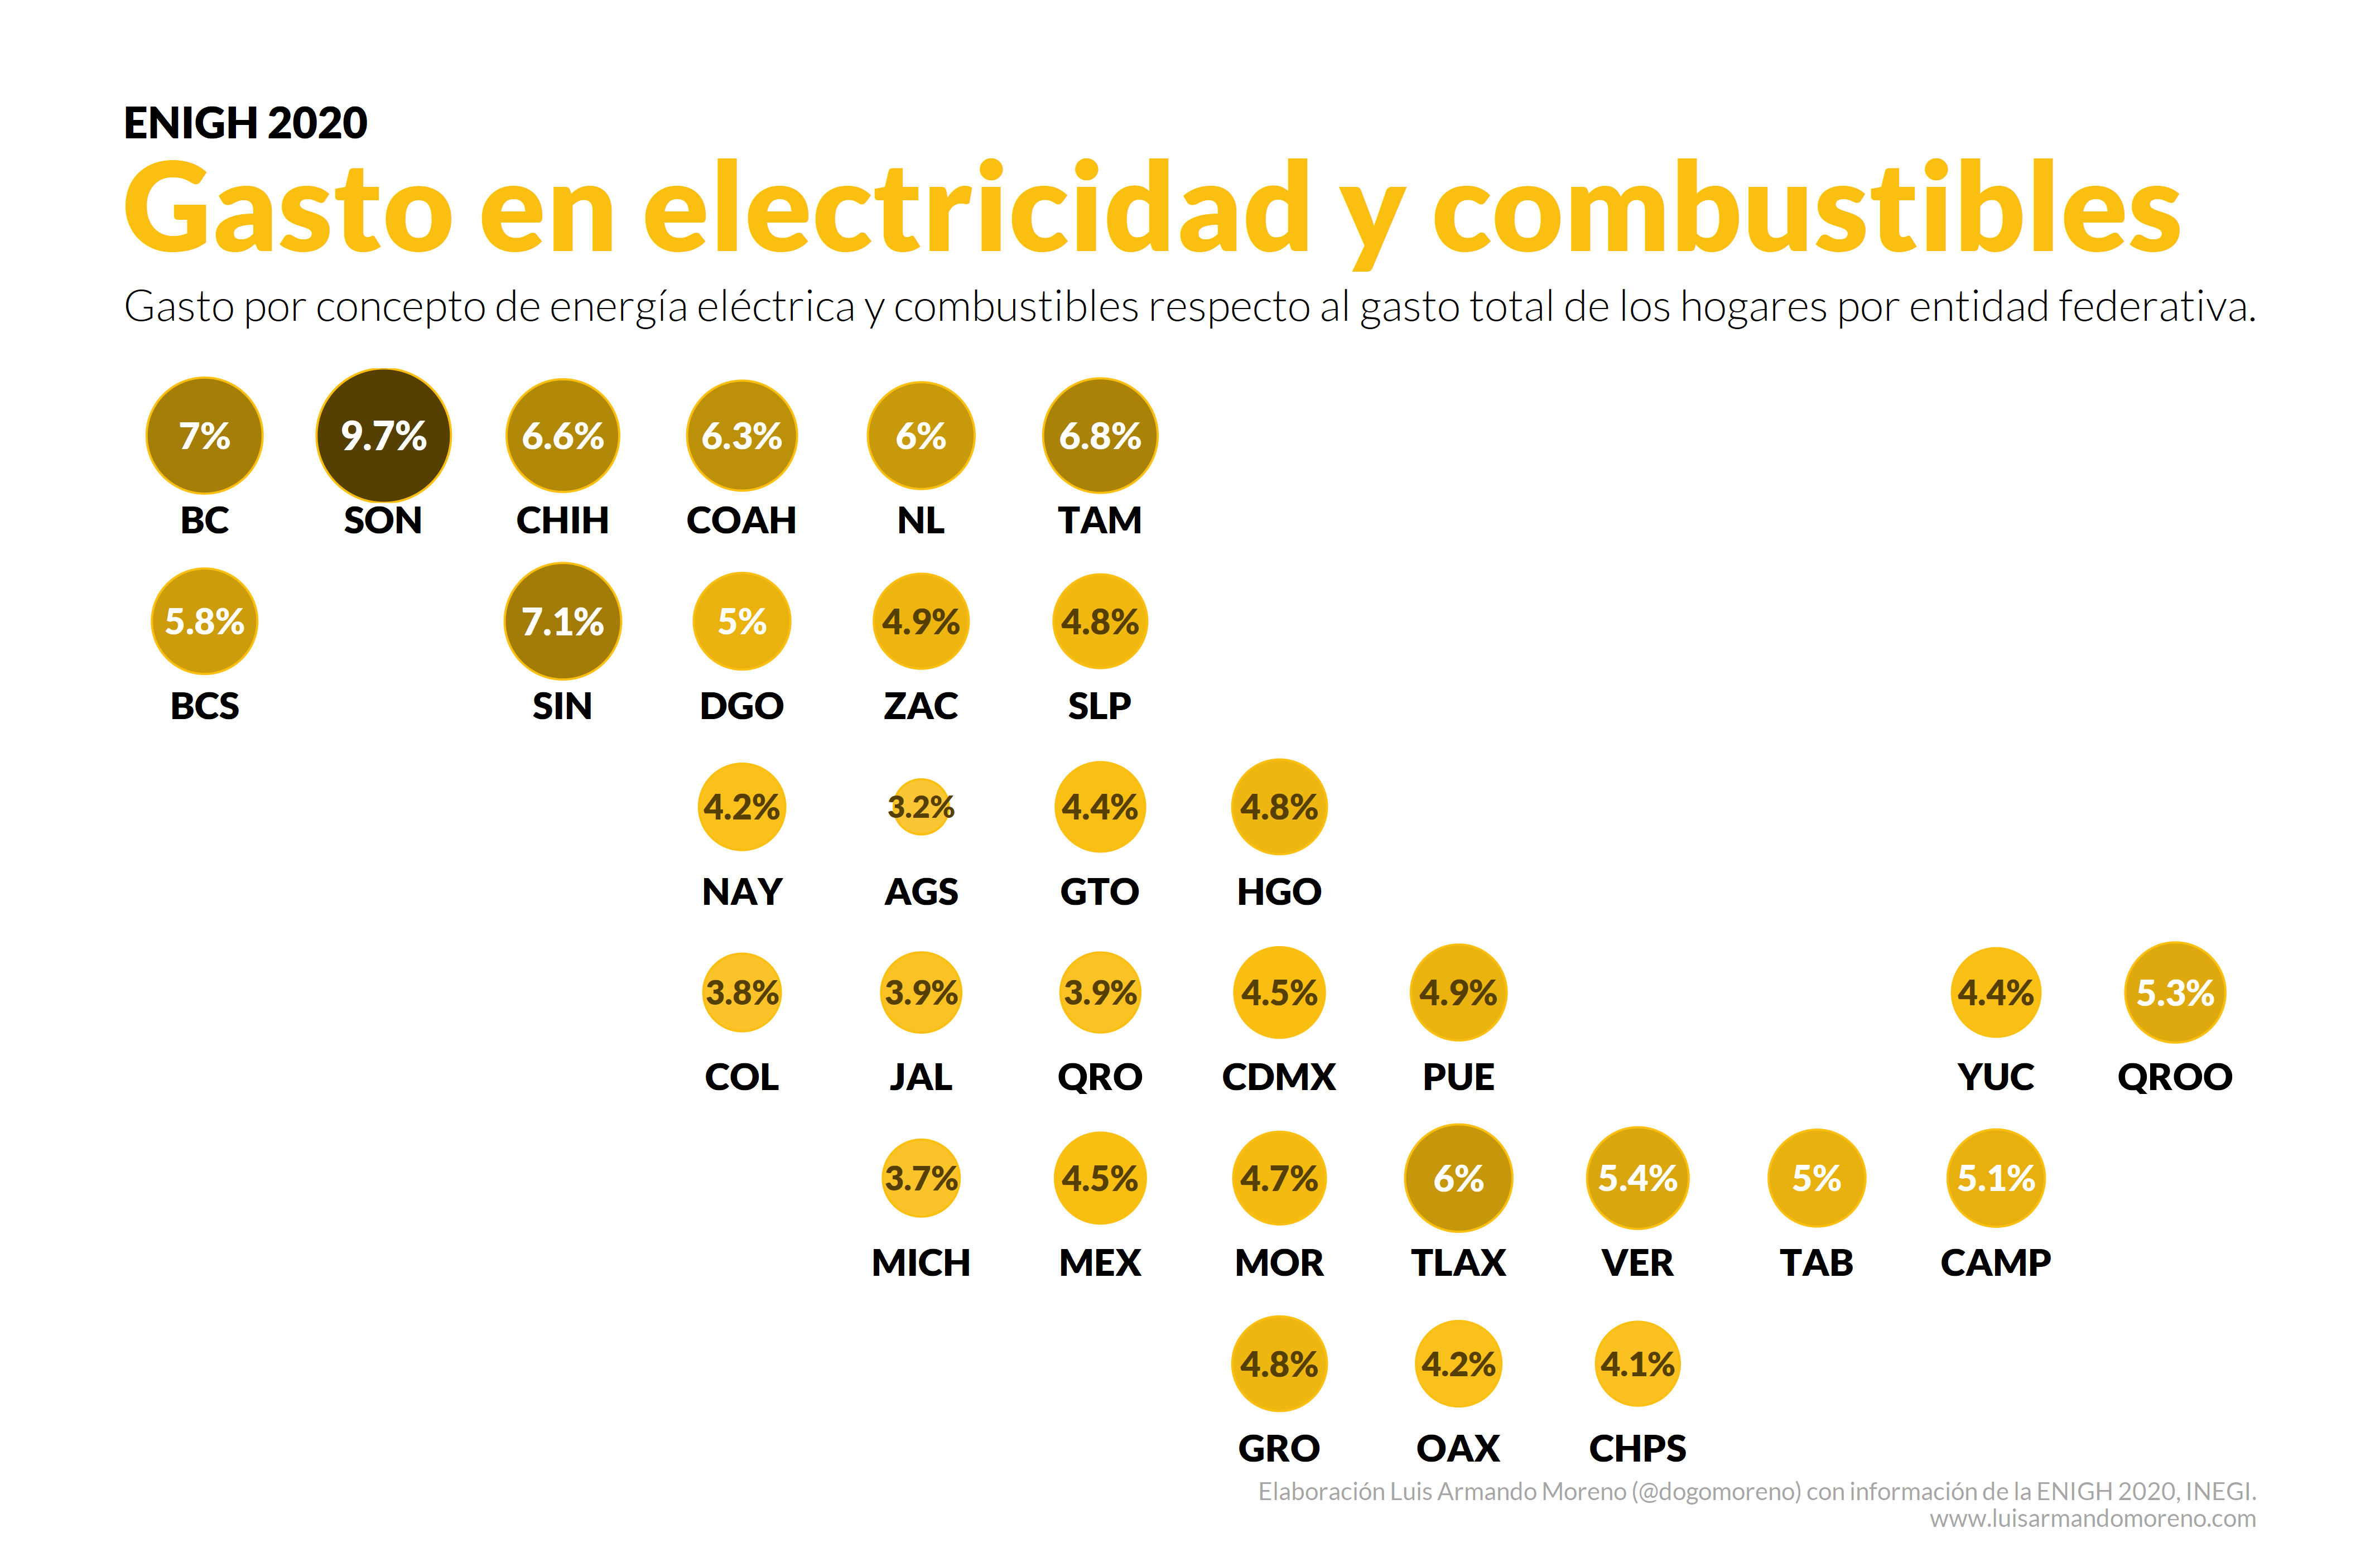 ENIGH 2020
Gasto en electricidad y combustibles
Gasto por concepto de energía eléctrica y combustibles respecto al gasto total de los hogares por entidad federativa.
7% 9.7% 6.6% 6.3% 6% 6.8%
BC SON CHIH COAH NL TAM
5.8% 7.1% 5% 4.9% 4.8%
BCS SIN DGO ZAC SLP
4.2% 3.2% 4.4% 4.8%
NAY AGS GTO HGO
3.8% 3.9% 3.9% 4.5% 4.9% 4.4% 5.3%
COL JAL QRO CDMX PUE YUC QROO
3.7% 4.5% 4.7% 6% 5.4% 5% 5.1%
MICH MEX MOR TLAX VER TAB CAMP
4.8% 4.2% 4.1%
GRO OAX CHPS
Elaboración Luis Armando Moreno (@dogomoreno) con información de la ENIGH 2020, INEGI.
www.luisarmandomoreno.com